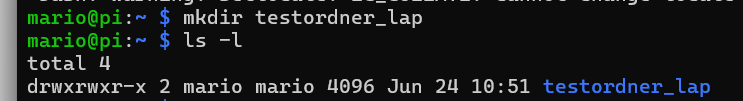 mario@pi:~ $ mkdir testordner_lap
mario@pi:~ $ ls -l
total 4
drwxrwxr-x 2 mario mario 4096 Jun 24 10:51 testordner_lap